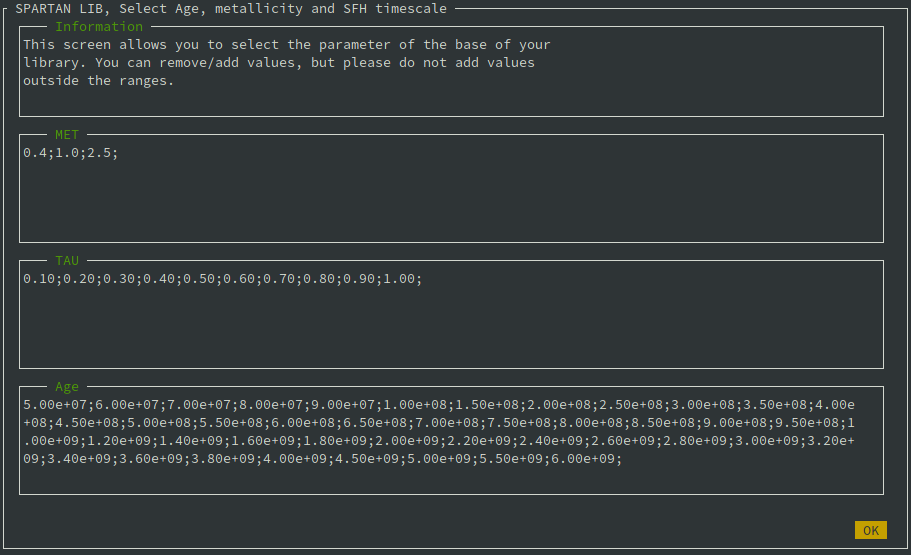 SPARTAN LIB, Select Age, metallicity and SFH timescale
Information
This screen allows you to select the parameter of the base of your
library. You can remove/add values, but please do not add values
outside the ranges.
MET
0.4;1.0;2.5;
TAU
0.10;0.20;0.30;0.40;0.50;0.60;0.70;0.80;0.90;1.00;
Age
5.00e+07;6.00e+07;7.00e+07;8.00e+07;9.00e+07;1.00e+08;1.50e+08;2.00e+08;2.50e+08;3.00e+08;3.50e+08;4.00e
+08;4.50e+08;5.00e+08;5.50e+08;6.00e+08;6.50e+08;7.00e+08;7.50e+08;8.00e+08;8.50e+08;9.00e+08;9.50e+08;1
.00e+09;1.20e+09;1.40e+09;1.60e+09;1.80e+09;2.00e+09;2.20e+09;2.40e+09;2.60e+09;2.80e+09;3.00e+09;3.20e+
09;3.40e+09;3.60e+09;3.80e+09;4.00e+09;4.50e+09;5.00e+09;5.50e+09;6.00e+09;
OK